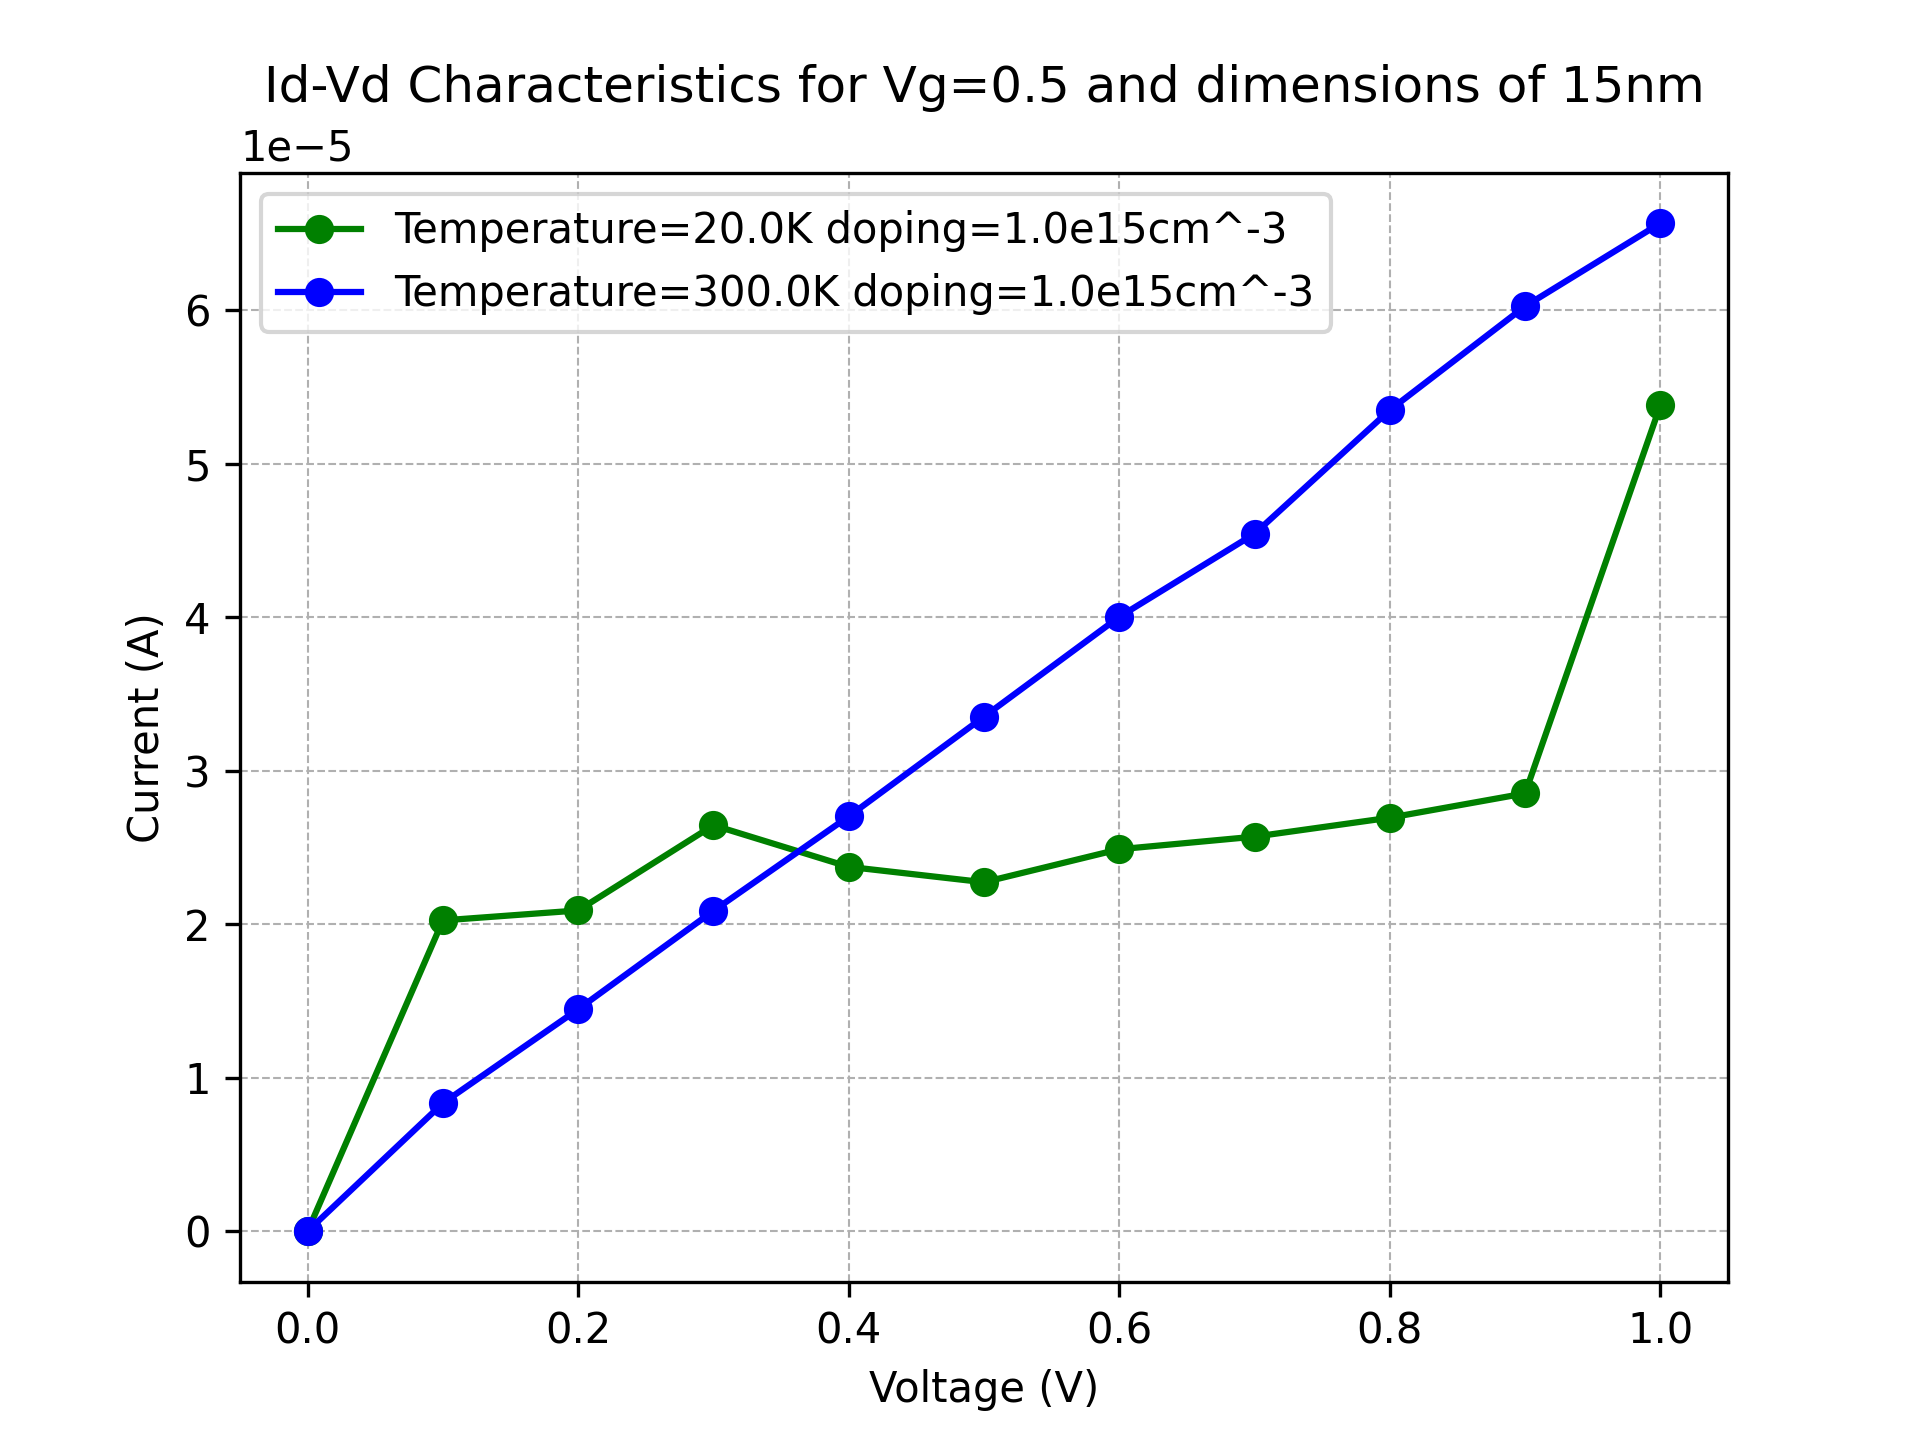 Id-Vd Characteristics for Vg=0.5 and dimensions of 15nm
1e−5
Temperature=20.0K doping=1.0e15cm^-3
Temperature=300.0K doping=1.0e15cm^-3
6
5
4
3
2
1
0
Current (A)
0.0 0.2 0.4 0.6 0.8 1.0
Voltage (V)